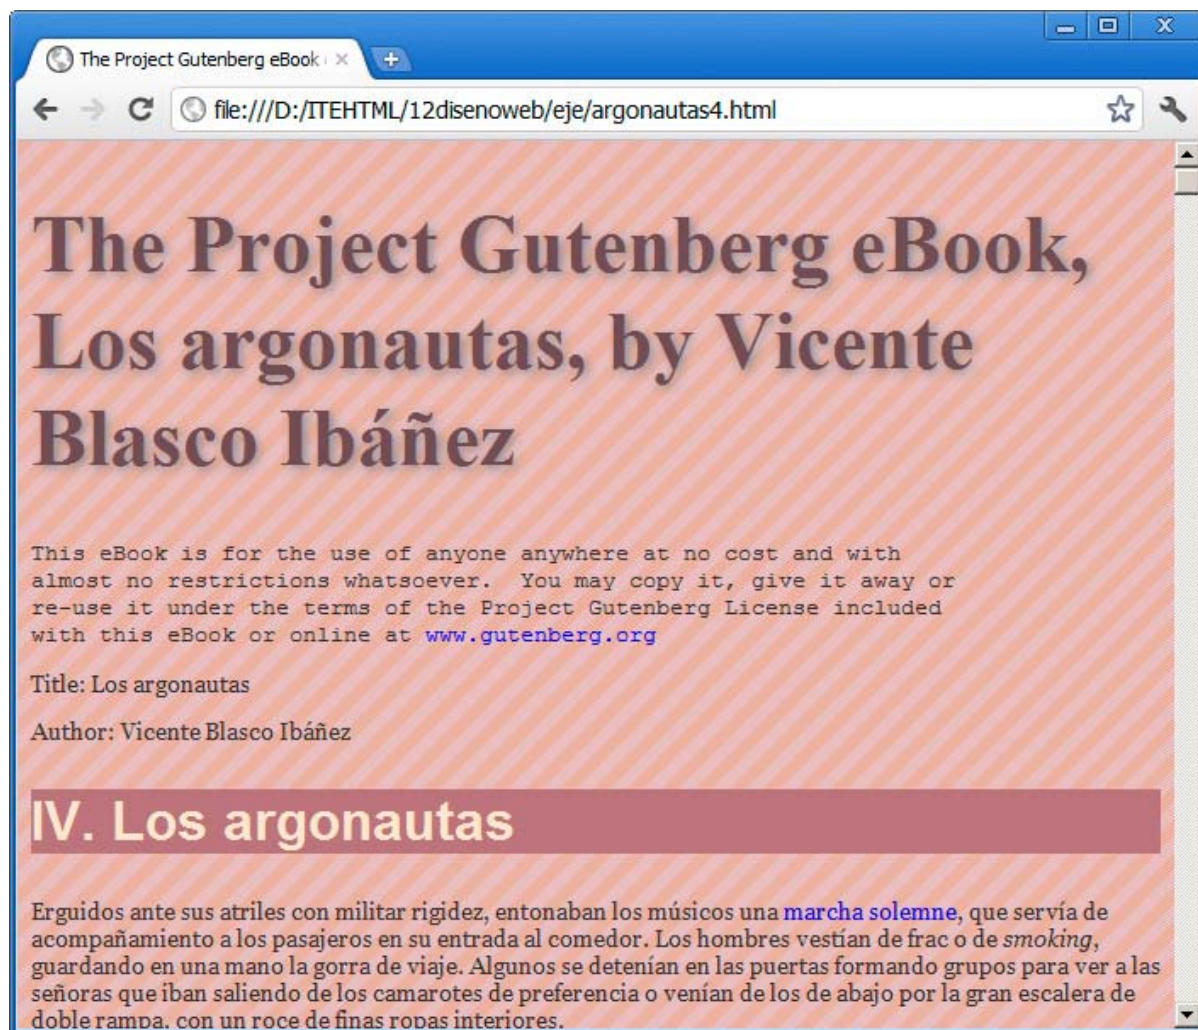 The Project Gutenberg eBook
file:///D:/ITEHTML/12disenoweb/eje/argonautas4.html
The Project Gutenberg eBook,
Los argonautas, by Vicente
Blasco Ibáñez
This eBook is for the use of anyone anywhere at no cost and with
almost no restrictions whatsoever.  You may copy it, give it away or
re-use it under the terms of the Project Gutenberg License included
with this eBook or online at www.gutenberg.org
Title: Los argonautas
Author: Vicente Blasco Ibáñez
IV. Los argonautas
Erguidos ante sus atriles con militar rigidez, entonaban los músicos una marcha solemne, que servía de
acompañamiento a los pasajeros en su entrada al comedor. Los hombres vestían de frac o de smoking,
guardando en una mano la gorra de viaje. Algunos se detenían en las puertas formando grupos para ver a las
señoras que iban saliendo de los camarotes de preferencia o venían de los de abajo por la gran escalera de
doble rampa, con un roce de finas ropas interiores.